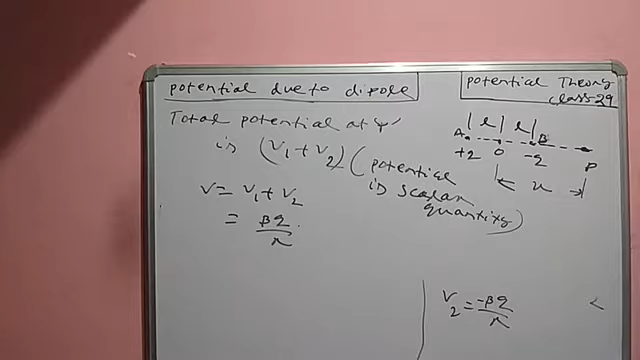 potential due to dipole
potential Theory
class-29
Total potential at 'P'
is (V₁ + V₂) (potential
is scalar
quantity)
V = V₁ + V₂
= βq/r
|l|l|
A B
+q O -q P
x
V₂ = -βq/r
<